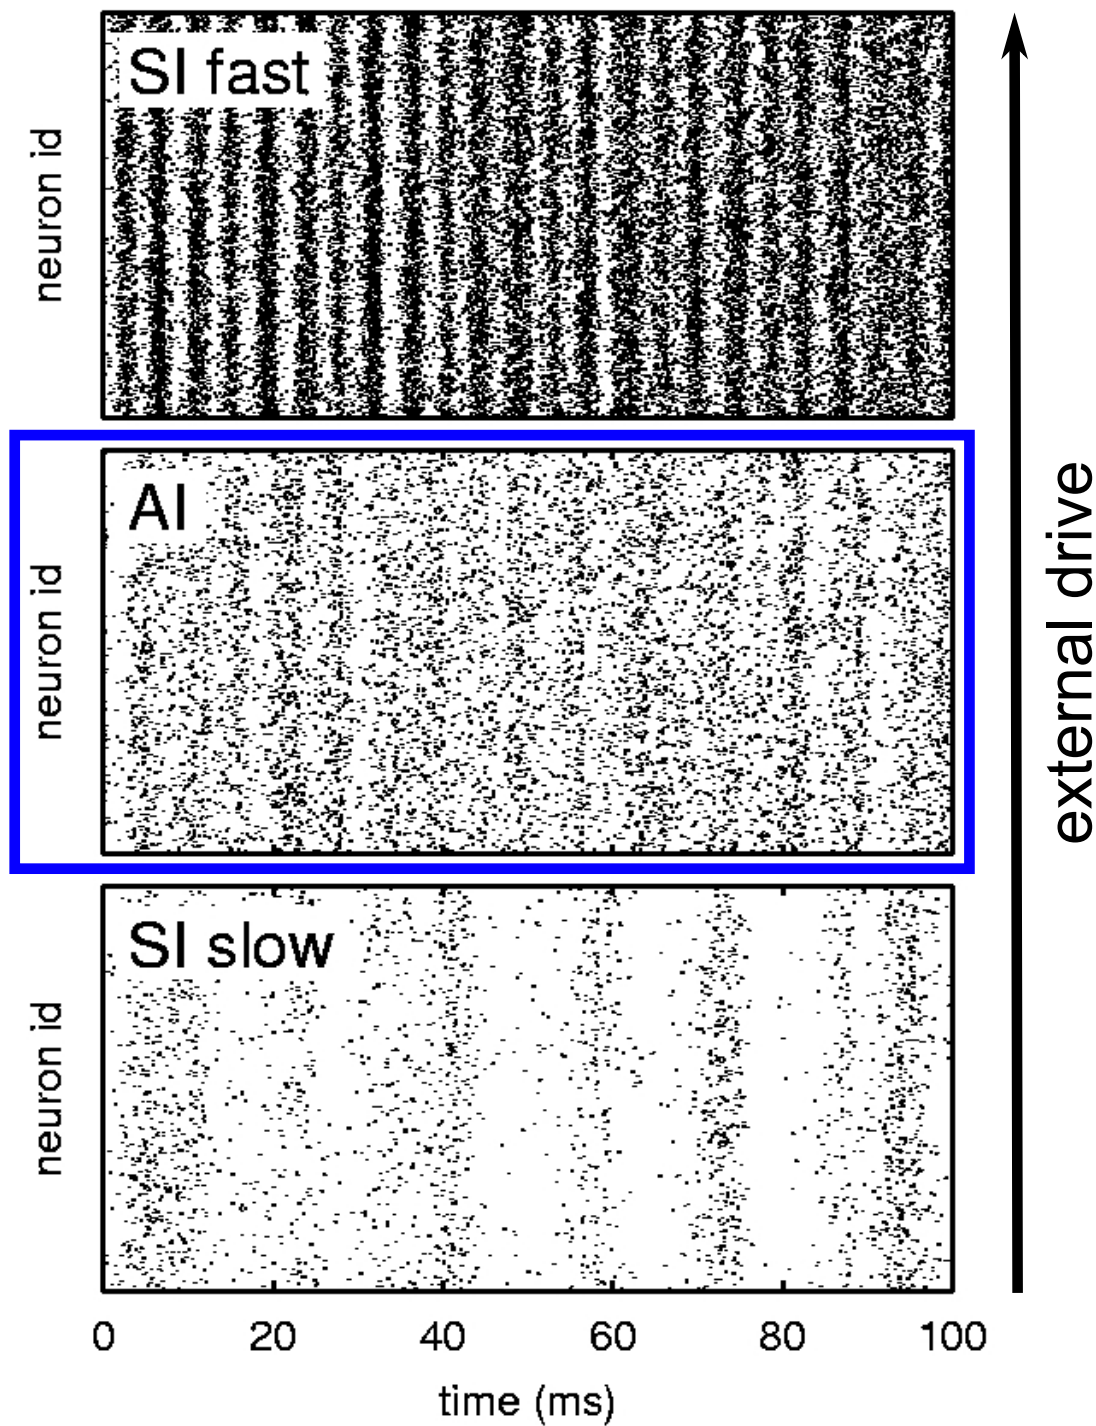 SI fast
neuron id
AI
neuron id
external drive
SI slow
neuron id
0 20 40 60 80 100
time (ms)